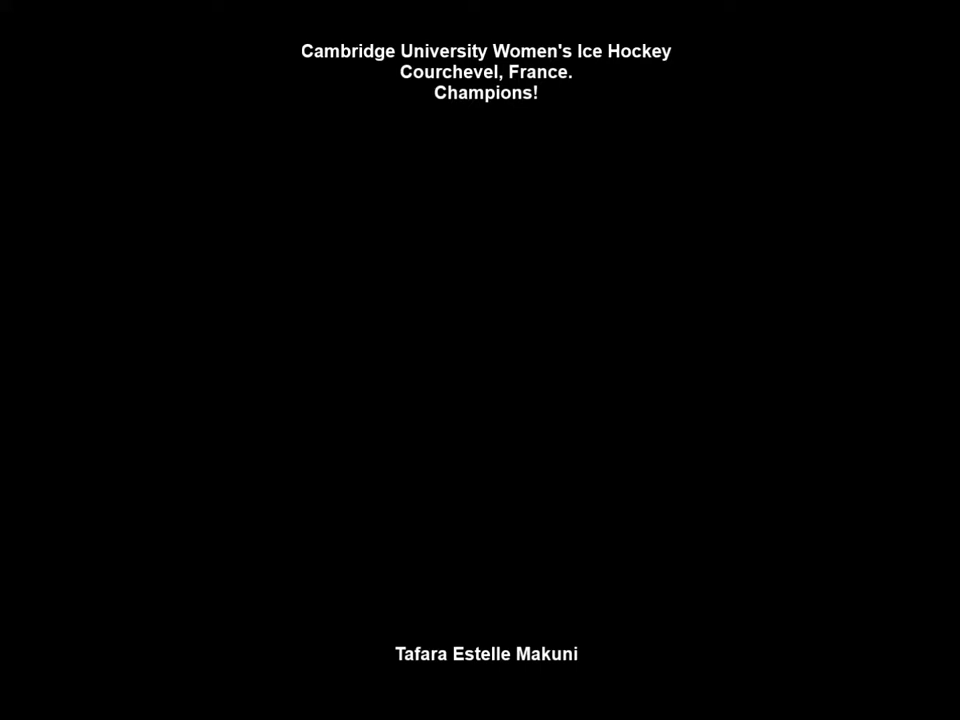 Cambridge University Women's Ice Hockey
Courchevel, France.
Champions!
Tafara Estelle Makuni